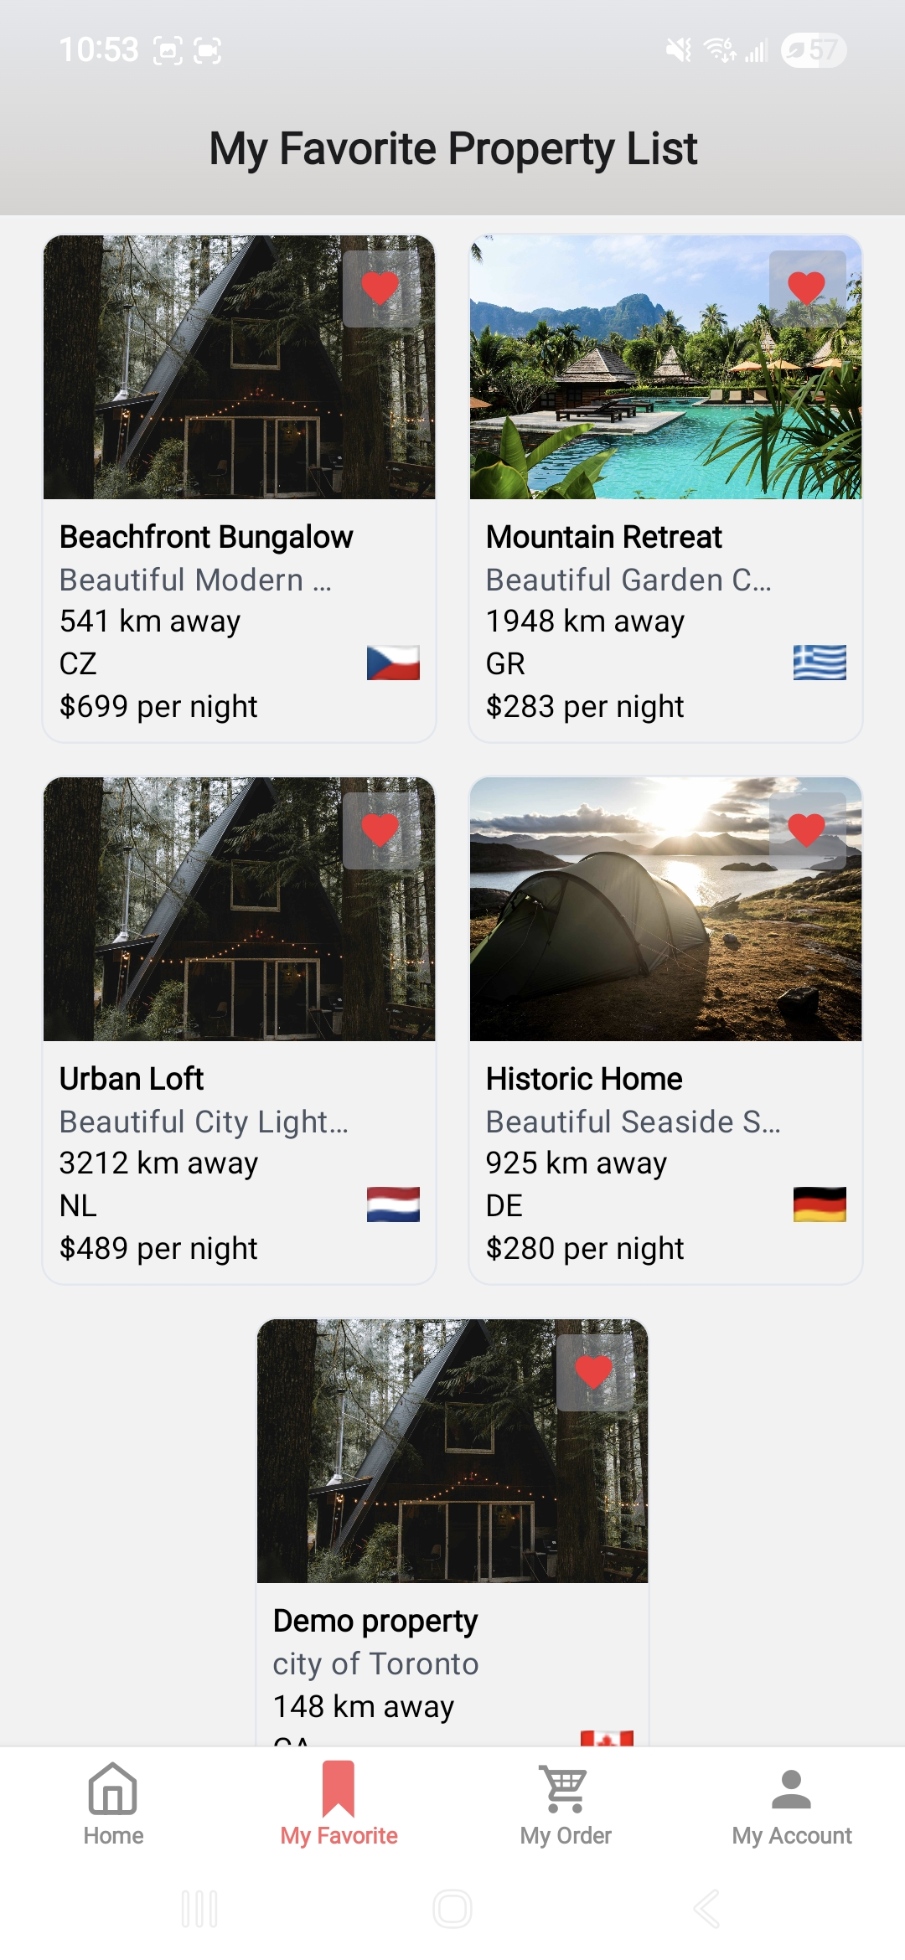 10:53
57
My Favorite Property List
Beachfront Bungalow
Beautiful Modern ...
541 km away
CZ
$699 per night
Mountain Retreat
Beautiful Garden C...
1948 km away
GR
$283 per night
Urban Loft
Beautiful City Light...
3212 km away
NL
$489 per night
Historic Home
Beautiful Seaside S...
925 km away
DE
$280 per night
Demo property
city of Toronto
148 km away
CA
Home
My Favorite
My Order
My Account